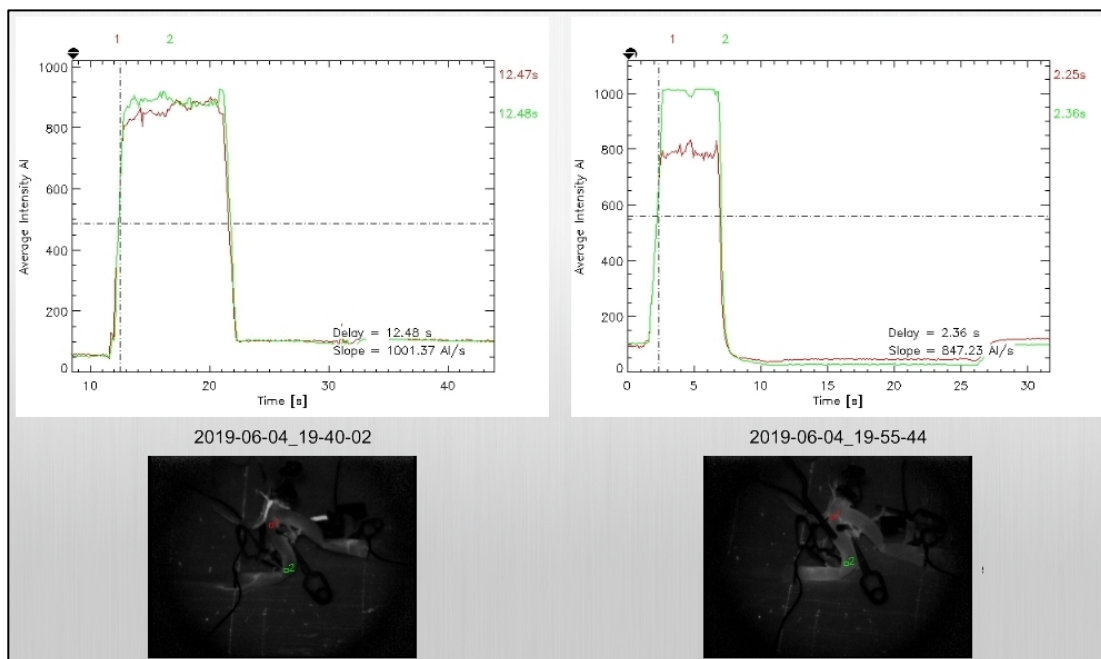 1 2
1000
800
600
400
200
0
10 20 30 40
Average Intensity AI
Time [s]
12.47s
12.48s
Delay = 12.48 s
Slope = 1001.37 AI/s
2019-06-04_19-40-02
1
2
1 2
1000
800
600
400
200
0
0 5 10 15 20 25 30
Average Intensity AI
Time [s]
2.25s
2.36s
Delay = 2.36 s
Slope = 847.23 AI/s
2019-06-04_19-55-44
2